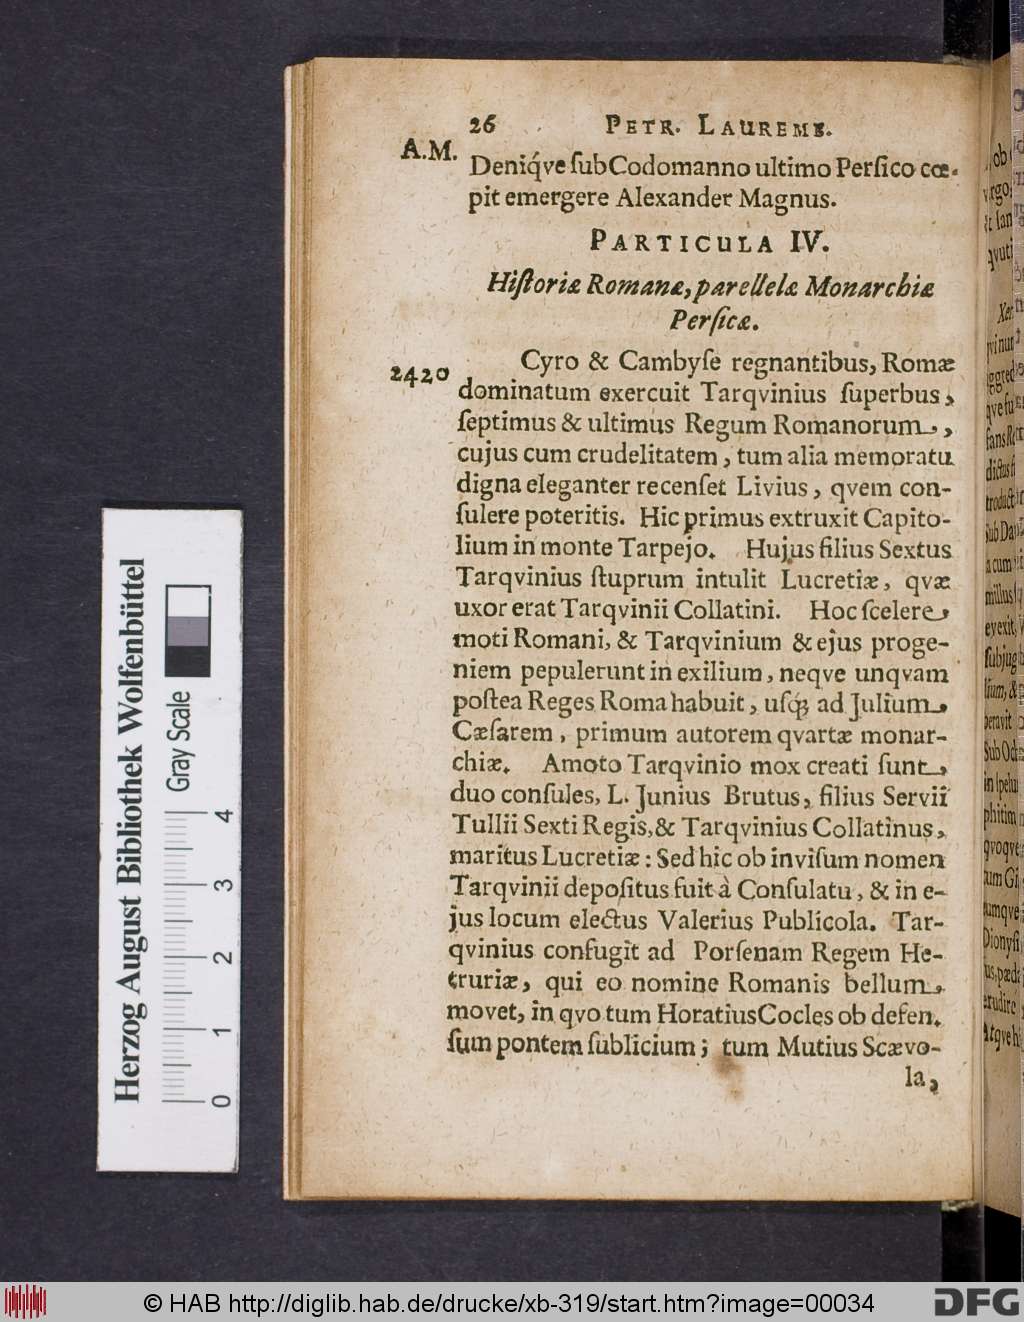 26 PETR. LAUREMB.
A.M.
Deniq́ve ſub Codomanno ultimo Perſico cœ-
pit emergere Alexander Magnus.
PARTICULA IV.
Hiſtoriæ Romanæ, parellelæ Monarchiæ
Perſicæ.
2420
Cyro & Cambyſe regnantibus, Romæ
dominatum exercuit Tarqvinius ſuperbus,
ſeptimus & ultimus Regum Romanorum,
cujus cum crudelitatem, tum alia memoratu
digna eleganter recenſet Livius, qvem con-
ſulere poteritis. Hic primus extruxit Capito-
lium in monte Tarpejo. Hujus filius Sextus
Tarqvinius ſtuprum intulit Lucretiæ, qvæ
uxor erat Tarqvinii Collatini. Hoc ſcelere
moti Romani, & Tarqvinium & ejus proge-
niem pepulerunt in exilium, neqve unqvam
poſtea Reges Roma habuit, uſq́; ad Julium
Cæſarem, primum autorem qvartæ monar-
chiæ. Amoto Tarqvinio mox creati ſunt
duo conſules, L. Junius Brutus, filius Servii
Tullii Sexti Regis, & Tarqvinius Collatinus,
maritus Lucretiæ: Sed hic ob inviſum nomen
Tarqvinii depoſitus fuit à Conſulatu, & in e-
jus locum electus Valerius Publicola. Tar-
qvinius confugit ad Porſenam Regem He-
truriæ, qui eo nomine Romanis bellum
movet, in qvo tum Horatius Cocles ob defen.
ſum pontem ſublicium; tum Mutius Scævo-
la,
Herzog August Bibliothek Wolfenbüttel
Gray Scale
0 1 2 3 4
© HAB http://diglib.hab.de/drucke/xb-319/start.htm?image=00034
DFG